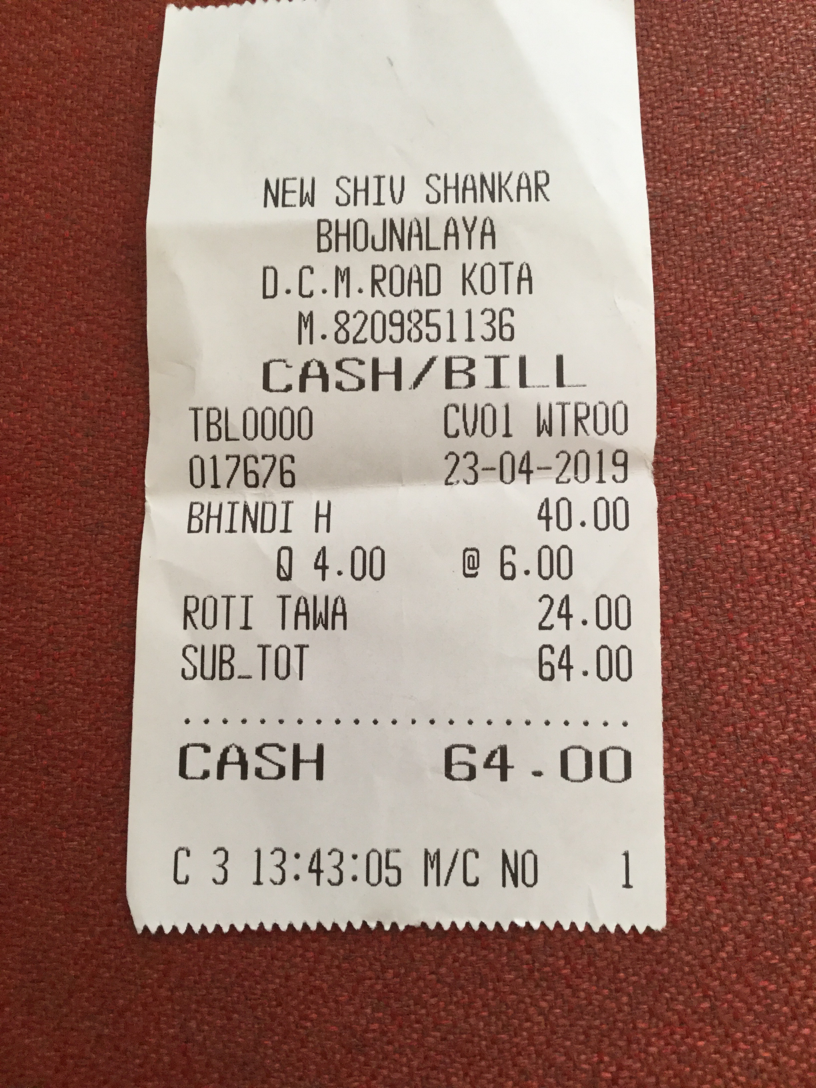 NEW SHIV SHANKAR
BHOJNALAYA
D.C.M.ROAD KOTA
M.8209851136
CASH/BILL
TBL0000 CV01 WTR00
017676 23-04-2019
BHINDI H 40.00
Q 4.00 @ 6.00
ROTI TAWA 24.00
SUB_TOT 64.00
........................
CASH 64.00
C 3 13:43:05 M/C NO 1